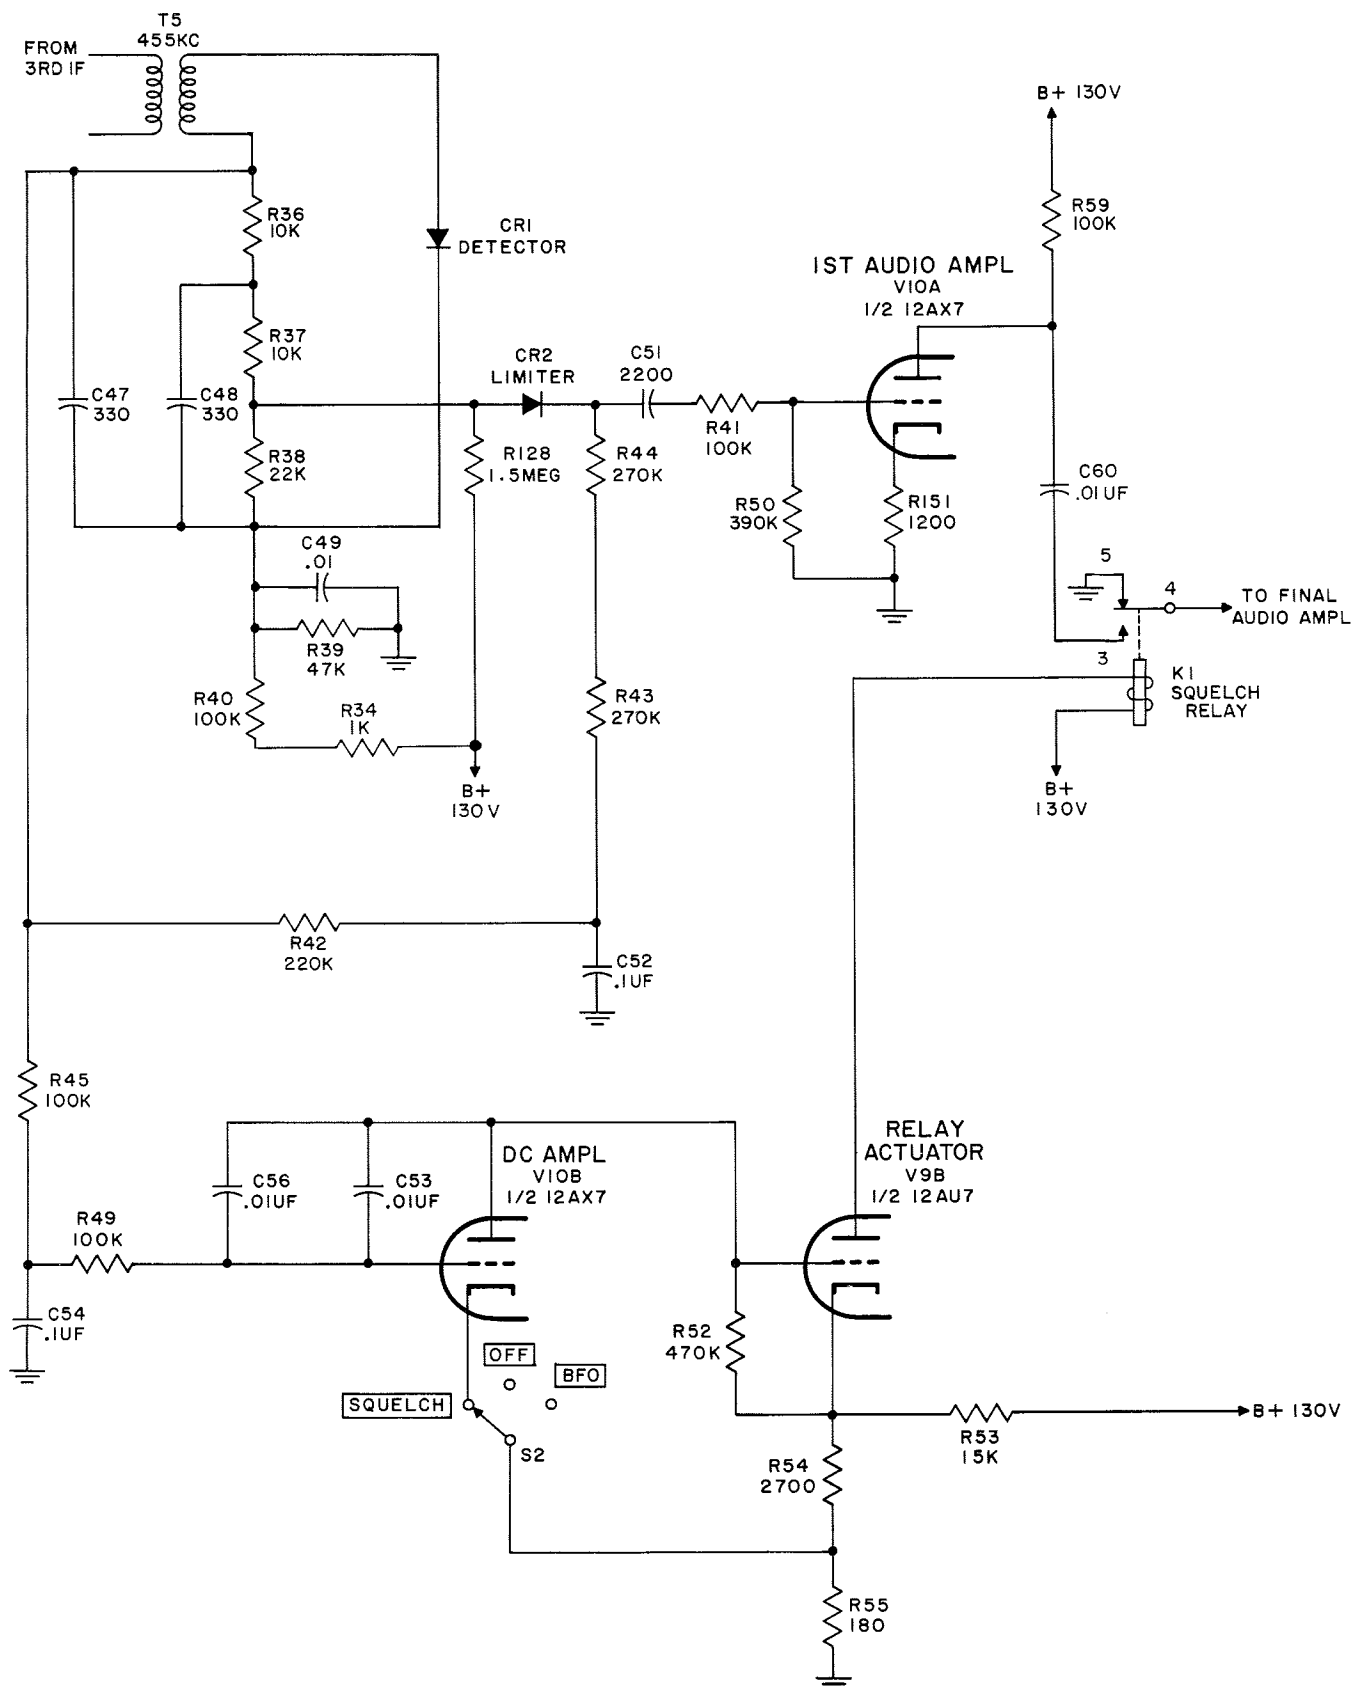 T5
455KC
FROM
3RD IF
B+ 130V
R36
10K
CR1
DETECTOR
R59
100K
1ST AUDIO AMPL
V10A
1/2 12AX7
R37
10K
CR2
LIMITER
C51
2200
C47
330
C48
330
R41
100K
R38
22K
R128
1.5MEG
R44
270K
C60
.01UF
R50
390K
R151
1200
C49
.01
5
4
TO FINAL
AUDIO AMPL
R39
47K
3
K1
SQUELCH
RELAY
R40
100K
R34
1K
R43
270K
B+
130V
B+
130V
R42
220K
C52
.1UF
R45
100K
DC AMPL
V10B
1/2 12AX7
RELAY
ACTUATOR
V9B
1/2 12AU7
C56
.01UF
C53
.01UF
R49
100K
C54
.1UF
R52
470K
OFF
BFO
SQUELCH
S2
B+ 130V
R53
15K
R54
2700
R55
180